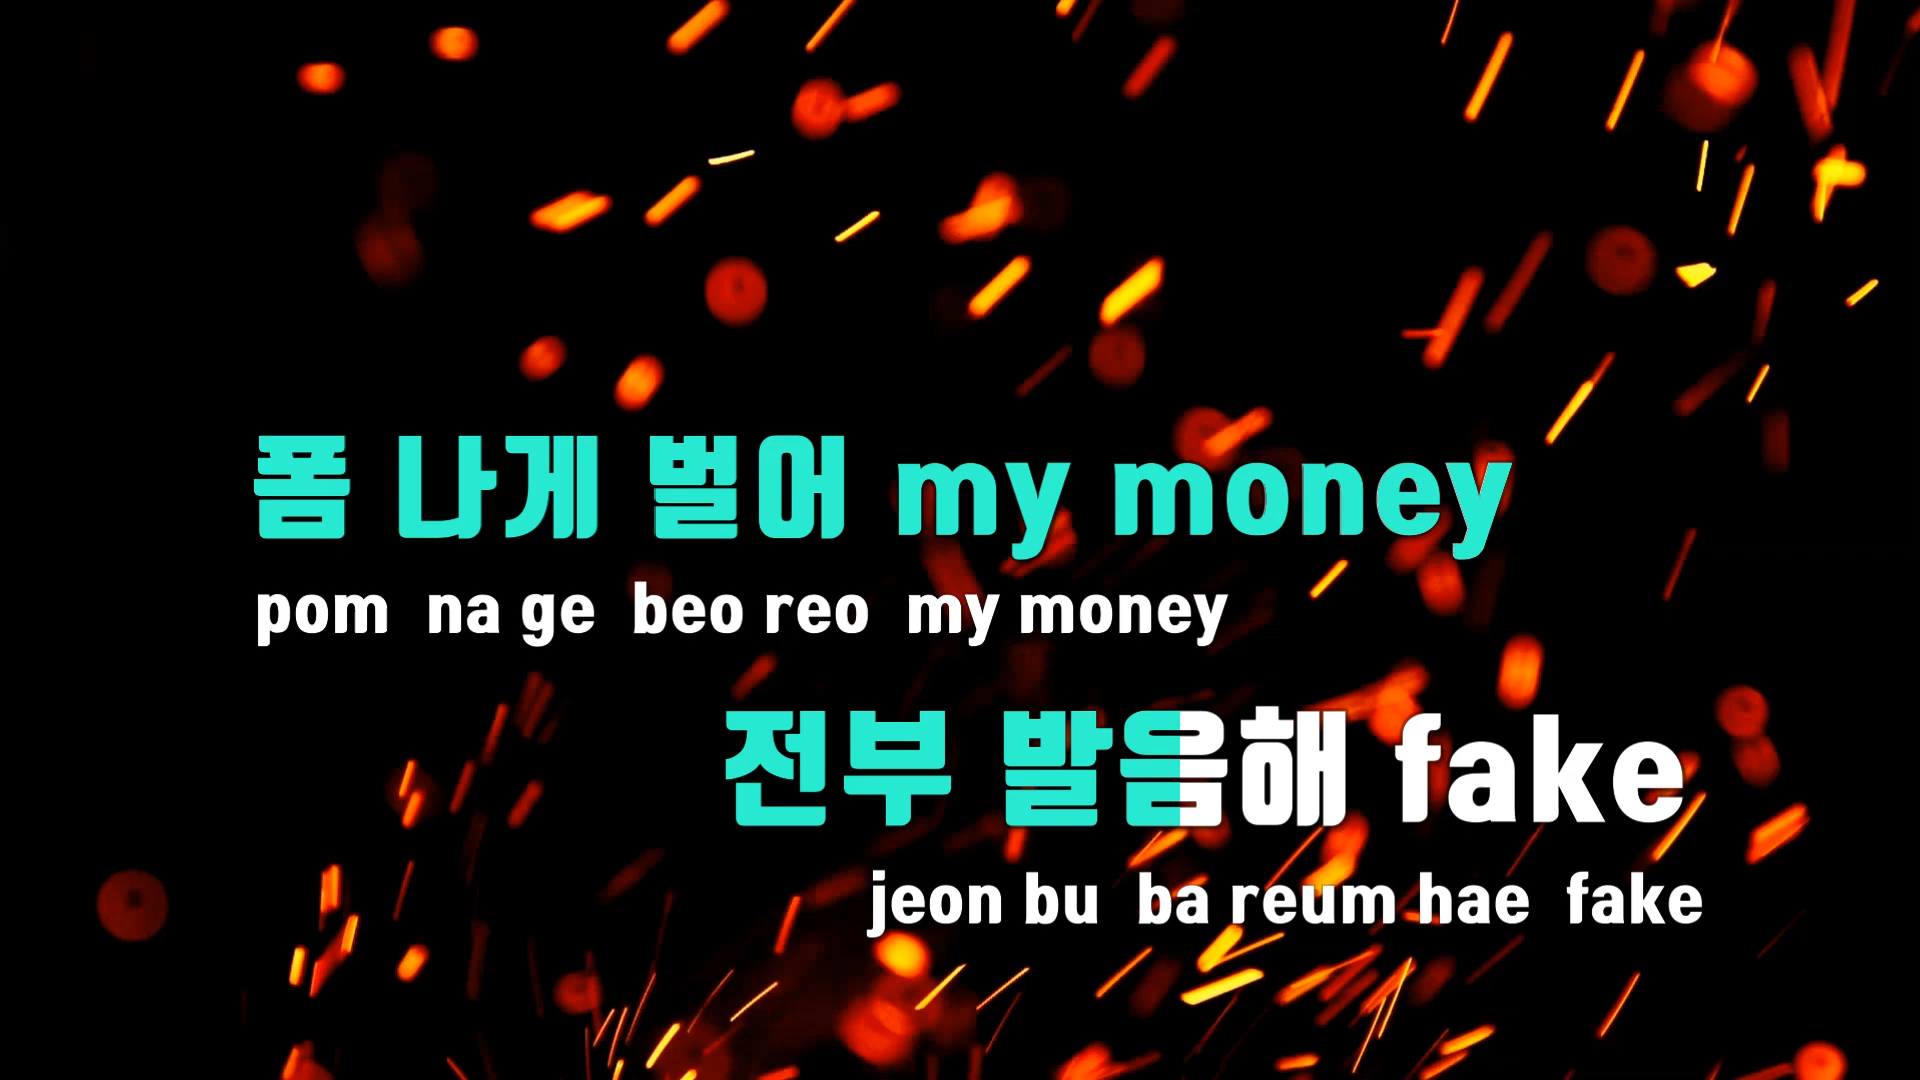 폼 나게 벌어 my money
pom na ge beo reo my money
전부 발음해 fake
jeon bu ba reum hae fake